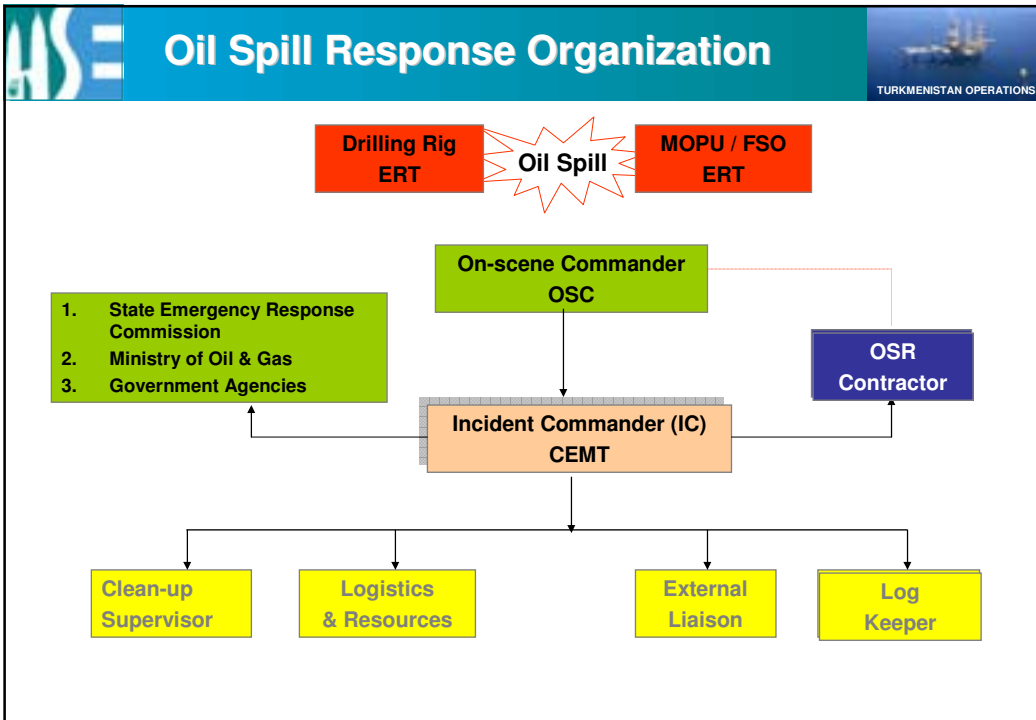 HSE
Oil Spill Response Organization
TURKMENISTAN OPERATIONS
Drilling Rig
ERT
Oil Spill
MOPU / FSO
ERT
On-scene Commander
OSC
1. State Emergency Response
Commission
2. Ministry of Oil & Gas
3. Government Agencies
OSR
Contractor
Incident Commander (IC)
CEMT
Clean-up
Supervisor
Logistics
& Resources
External
Liaison
Log
Keeper